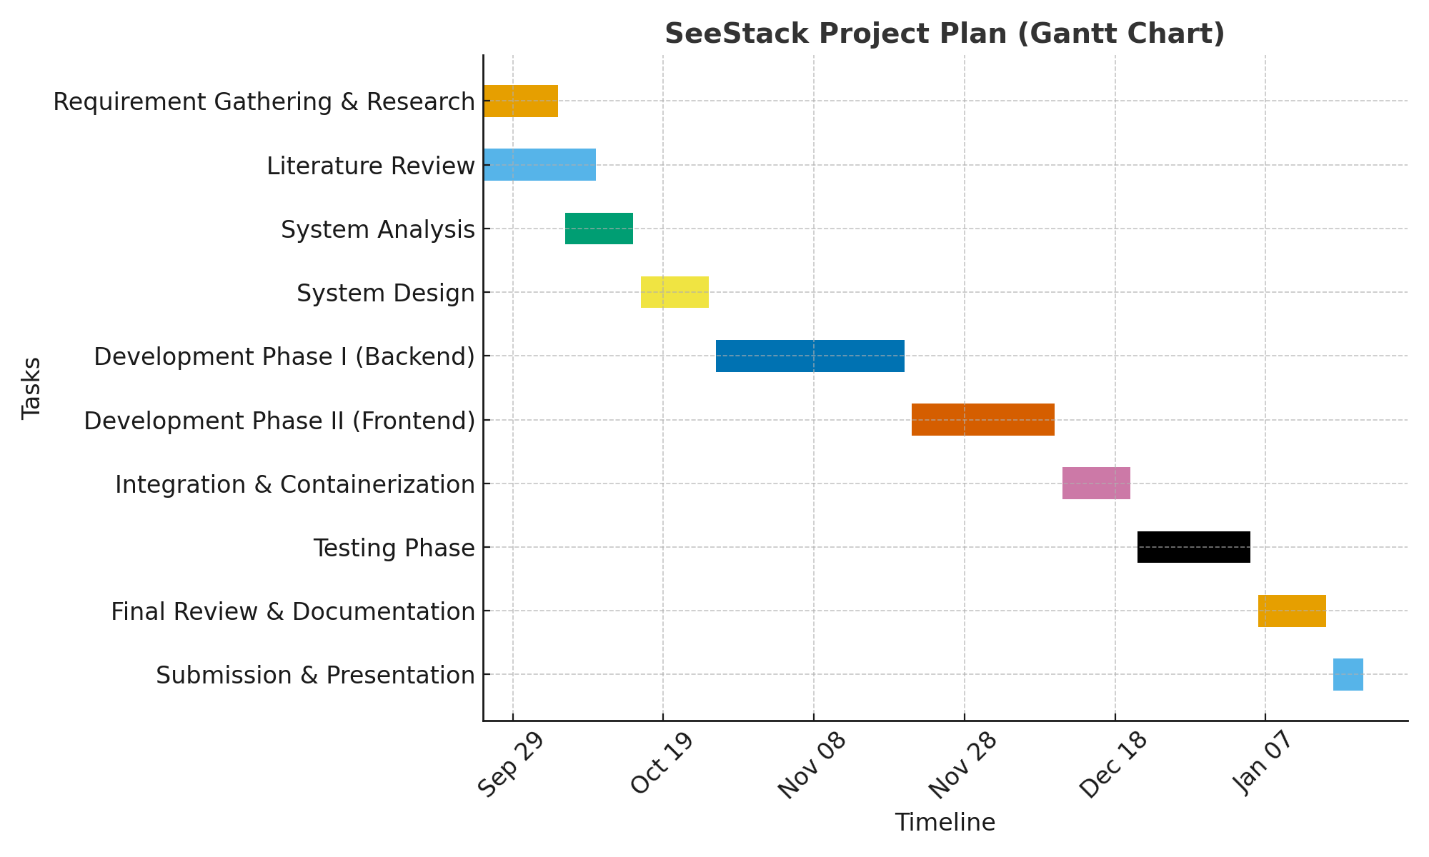 SeeStack Project Plan (Gantt Chart)
Requirement Gathering & Research
Literature Review
System Analysis
System Design
Development Phase I (Backend)
Development Phase II (Frontend)
Integration & Containerization
Testing Phase
Final Review & Documentation
Submission & Presentation
Tasks
Sep 29
Oct 19
Nov 08
Nov 28
Dec 18
Jan 07
Timeline